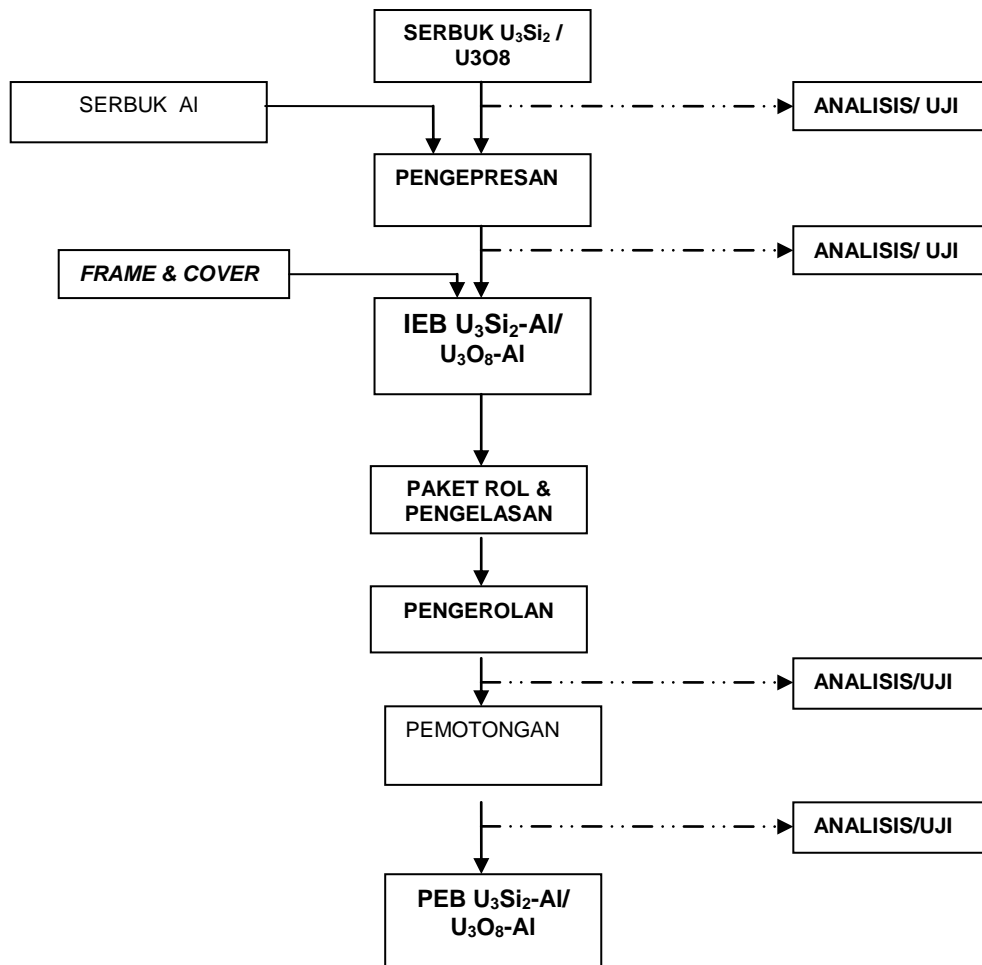 SERBUK U₃Si₂ /
U3O8
SERBUK Al
ANALISIS/ UJI
PENGEPRESAN
ANALISIS/ UJI
FRAME & COVER
IEB U₃Si₂-Al/
U₃O₈-Al
PAKET ROL &
PENGELASAN
PENGEROLAN
ANALISIS/UJI
PEMOTONGAN
ANALISIS/UJI
PEB U₃Si₂-Al/
U₃O₈-Al